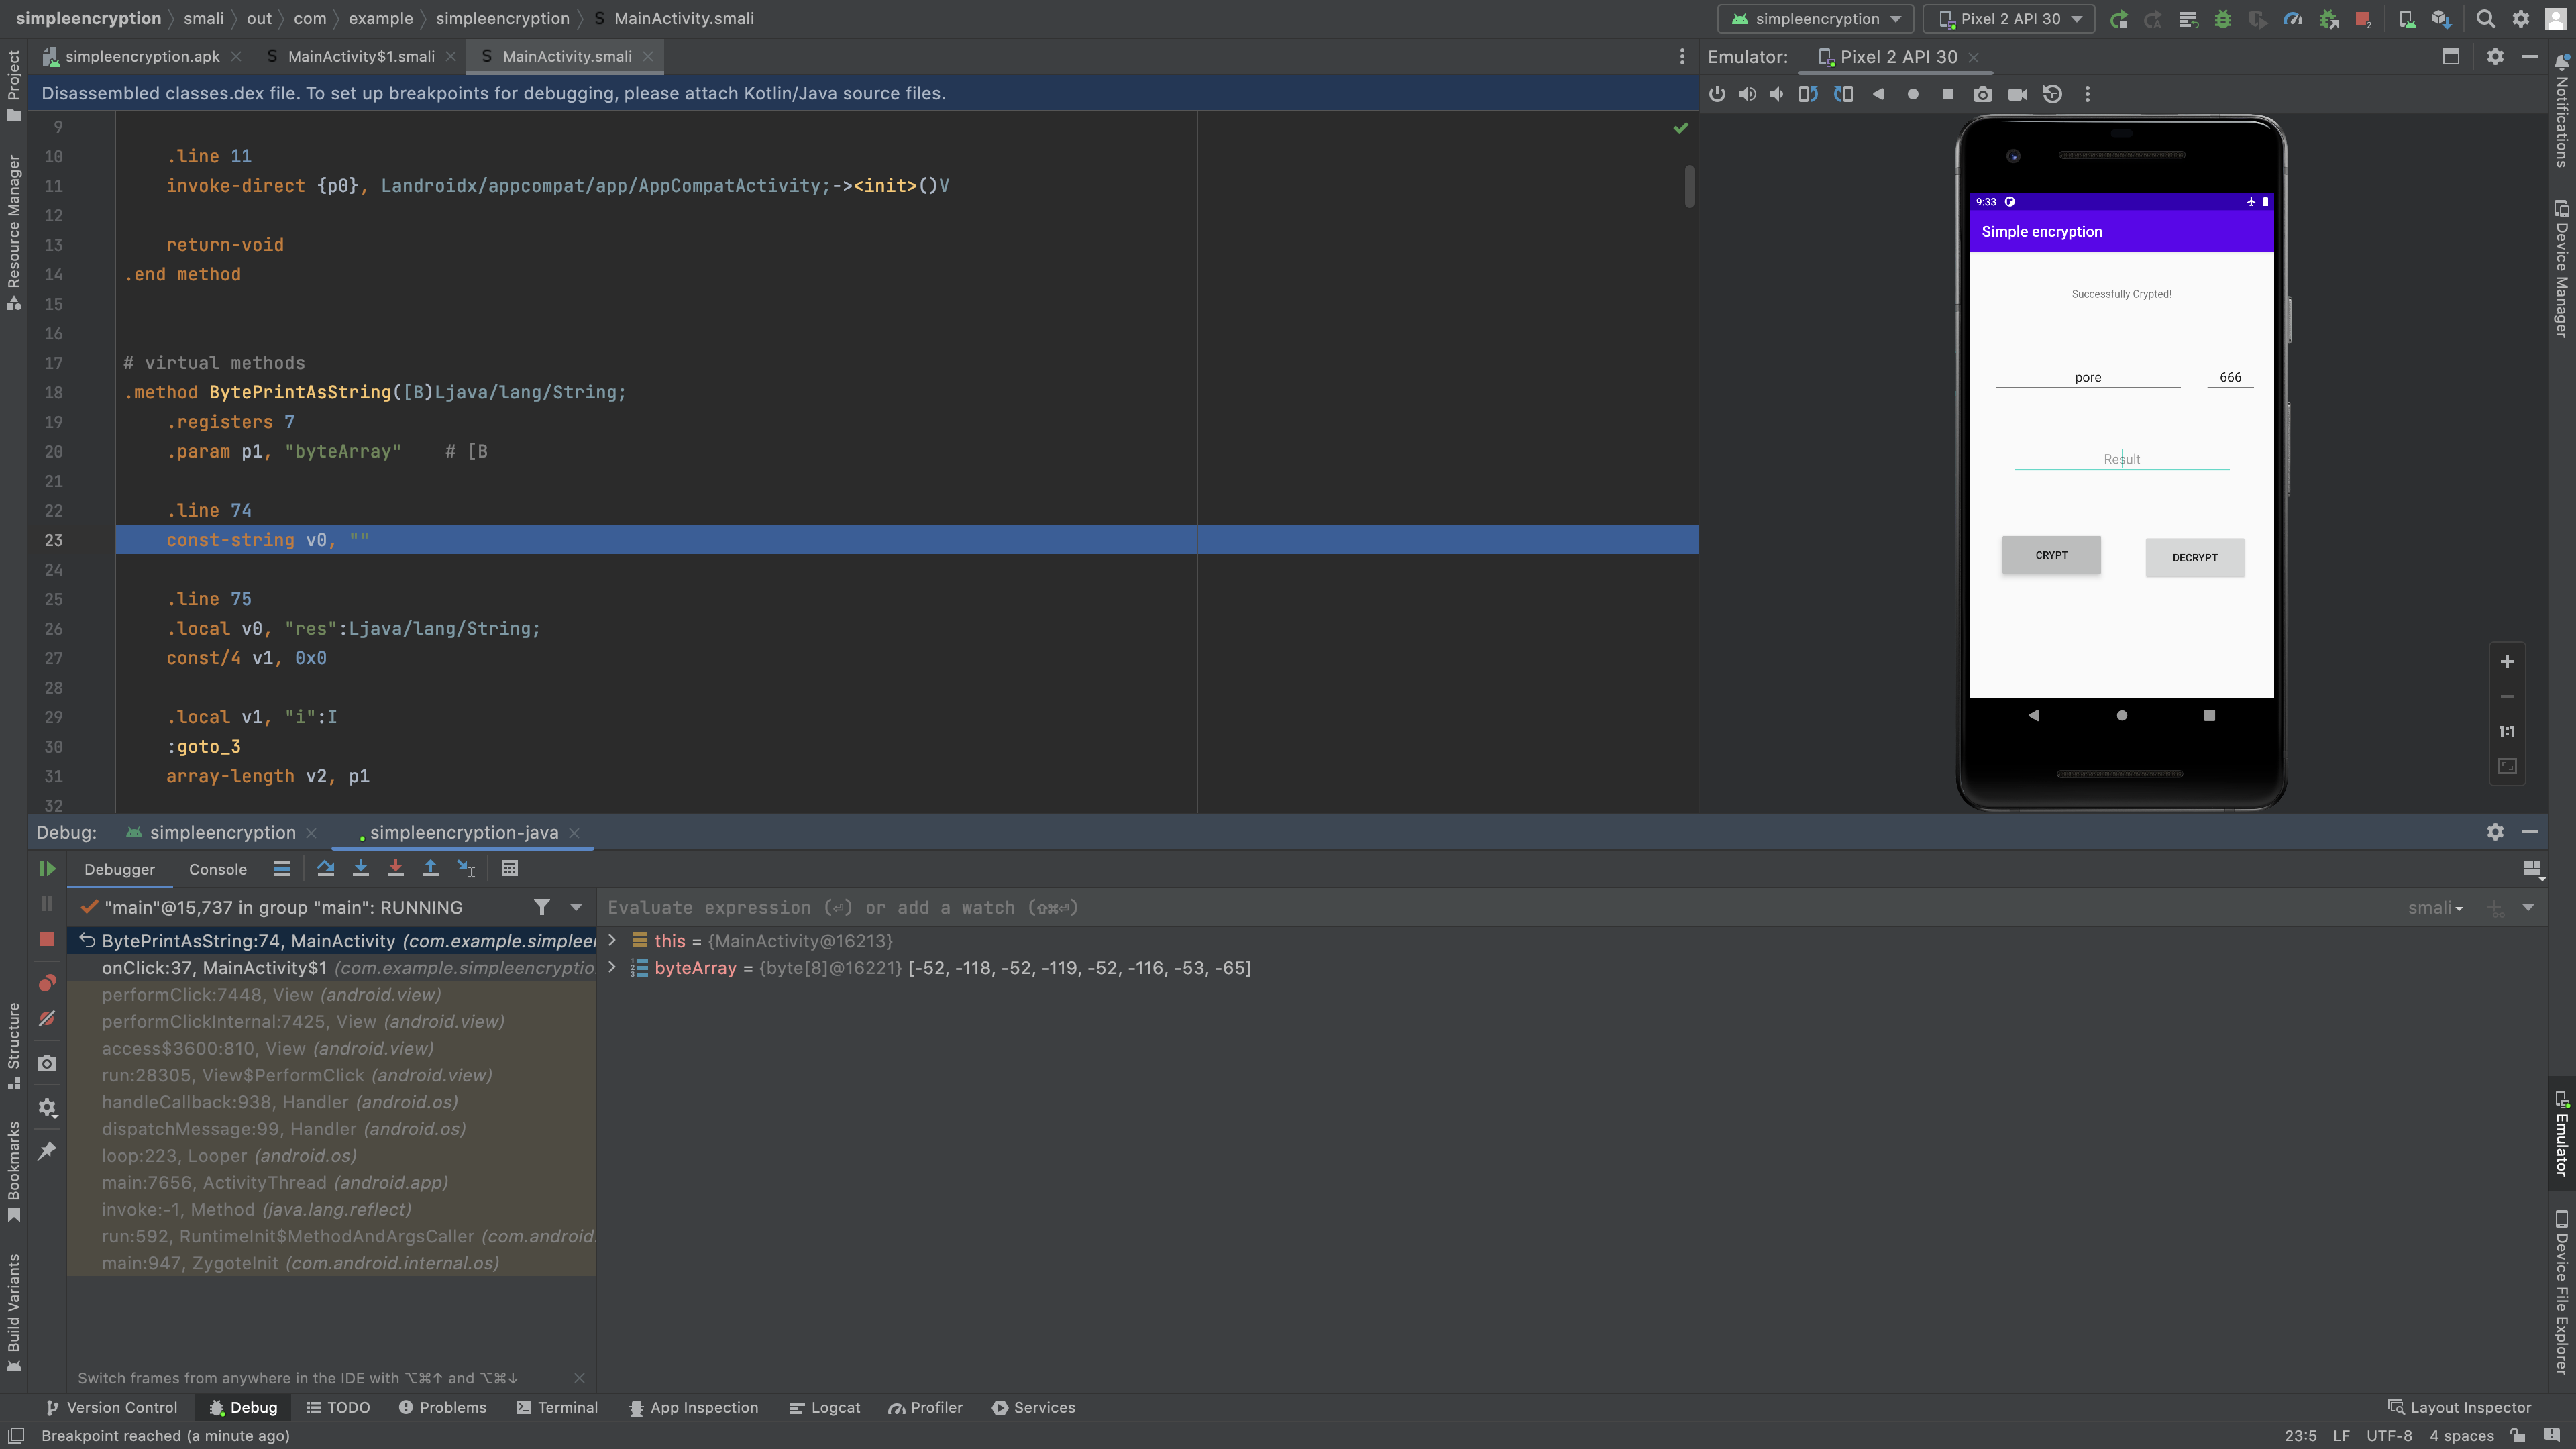 simpleencryption 〉 smali 〉 out 〉 com 〉 example 〉 simpleencryption 〉 S MainActivity.smali
simpleencryption
Pixel 2 API 30
simpleencryption.apk
S MainActivity$1.smali
S MainActivity.smali
Emulator:
Pixel 2 API 30
Disassembled classes.dex file. To set up breakpoints for debugging, please attach Kotlin/Java source files.
9
10 .line 11
11 invoke-direct {p0}, Landroidx/appcompat/app/AppCompatActivity;-><init>()V
12
13 return-void
14 .end method
15
16
17 # virtual methods
18 .method BytePrintAsString([B)Ljava/lang/String;
19 .registers 7
20 .param p1, "byteArray" # [B
21
22 .line 74
23 const-string v0, ""
24
25 .line 75
26 .local v0, "res":Ljava/lang/String;
27 const/4 v1, 0x0
28
29 .local v1, "i":I
30 :goto_3
31 array-length v2, p1
32
9:33
Simple encryption
Successfully Crypted!
pore
666
Result
CRYPT
DECRYPT
1:1
Project
Resource Manager
Structure
Bookmarks
Build Variants
Notifications
Device Manager
Emulator
Device File Explorer
Debug:
simpleencryption
simpleencryption-java
Debugger
Console
"main"@15,737 in group "main": RUNNING
Evaluate expression (⏎) or add a watch (⇧⌘⏎)
smali
BytePrintAsString:74, MainActivity (com.example.simpleen
onClick:37, MainActivity$1 (com.example.simpleencryptio
performClick:7448, View (android.view)
performClickInternal:7425, View (android.view)
access$3600:810, View (android.view)
run:28305, View$PerformClick (android.view)
handleCallback:938, Handler (android.os)
dispatchMessage:99, Handler (android.os)
loop:223, Looper (android.os)
main:7656, ActivityThread (android.app)
invoke:-1, Method (java.lang.reflect)
run:592, RuntimeInit$MethodAndArgsCaller (com.android.
main:947, ZygoteInit (com.android.internal.os)
this = {MainActivity@16213}
byteArray = {byte[8]@16221} [-52, -118, -52, -119, -52, -116, -53, -65]
Switch frames from anywhere in the IDE with ⌥⌘↑ and ⌥⌘↓
Version Control
Debug
TODO
Problems
Terminal
App Inspection
Logcat
Profiler
Services
Layout Inspector
Breakpoint reached (a minute ago)
23:5 LF UTF-8 4 spaces